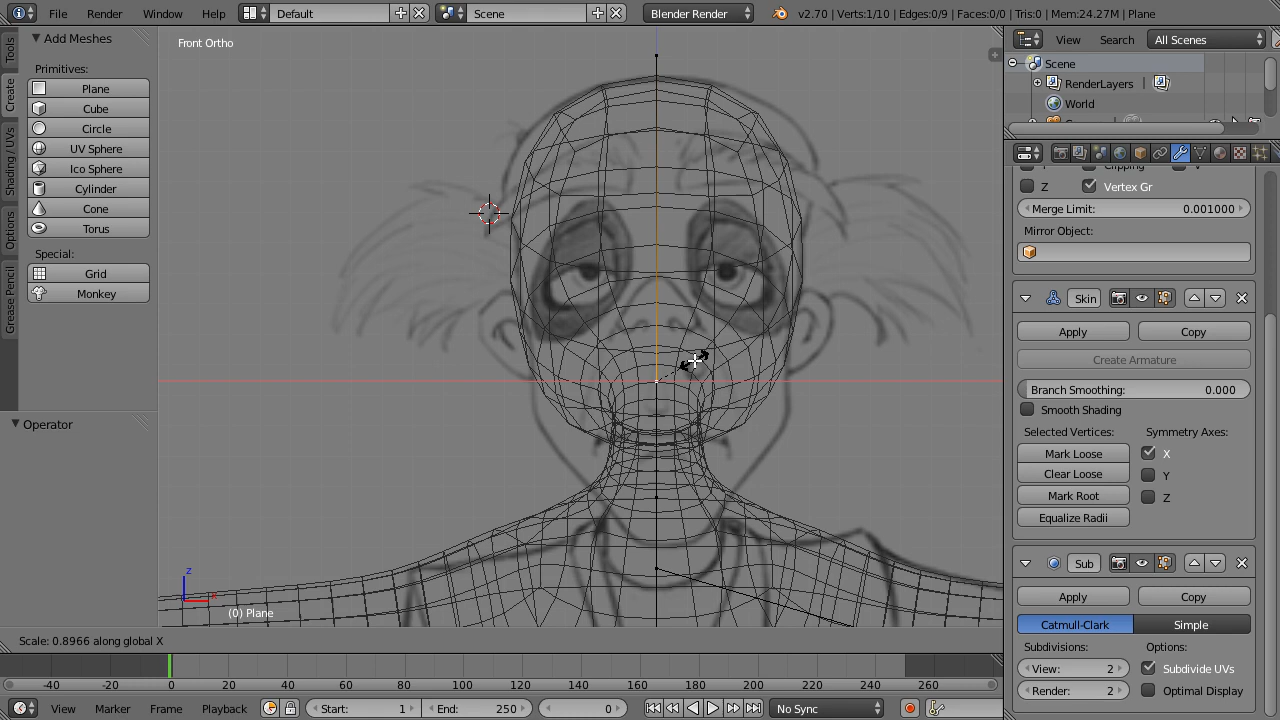 File Render Window Help Default Scene Blender Render v2.70 | Verts:1/10 | Edges:0/9 | Faces:0/0 | Tris:0 | Mem:24.27M | Plane
Tools
Create
Shading / UVs
Options
Grease Pencil
Add Meshes
Primitives:
Plane
Cube
Circle
UV Sphere
Ico Sphere
Cylinder
Cone
Torus
Special:
Grid
Monkey
Operator
Front Ortho
z
(0) Plane
Scale: 0.8966 along global X
View Search All Scenes
Scene
RenderLayers |
World
Z Vertex Gr
Merge Limit: 0.001000
Mirror Object:
Skin
Apply Copy
Create Armature
Branch Smoothing: 0.000
Smooth Shading
Selected Vertices: Symmetry Axes:
Mark Loose X
Clear Loose Y
Mark Root Z
Equalize Radii
Sub
Apply Copy
Catmull-Clark Simple
Subdivisions: Options:
View: 2 Subdivide UVs
Render: 2 Optimal Display
-40 -20 0 20 40 60 80 100 120 140 160 180 200 220 240 260
View Marker Frame Playback Start: 1 End: 250 0 No Sync